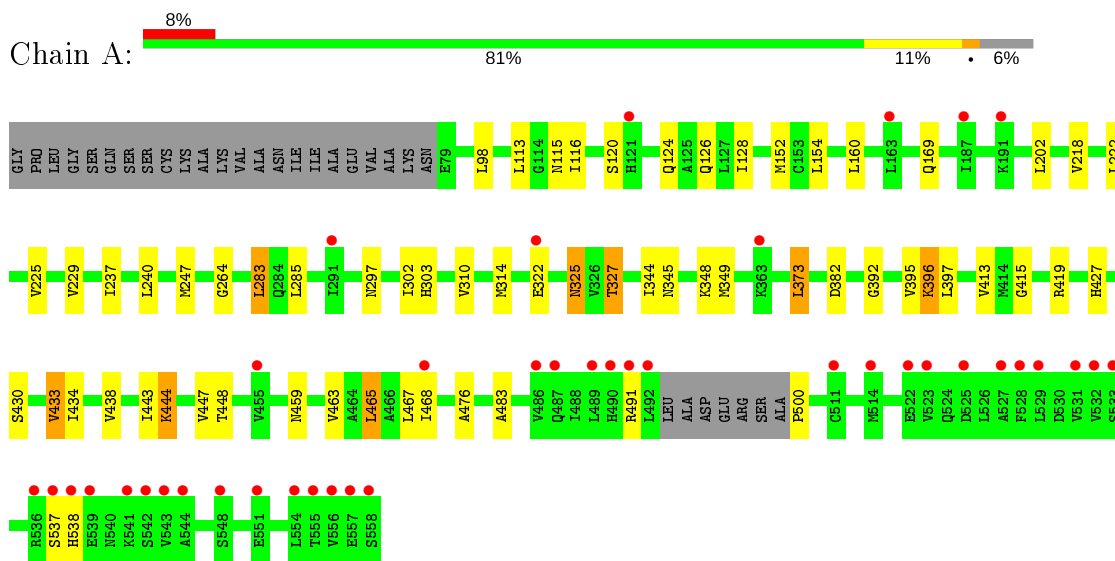 8%
Chain A:
81% 11% • 6%
GLY PRO LEU GLY SER GLN SER SER CYS LYS ALA LYS VAL ALA ASN ILE ILE ALA GLU VAL ALA LYS ASN E79 L98 L113 G114 N115 I116 S120 H121 Q124 A125 Q126 L127 I128 M152 C153 L154 L160 L163 Q169 I187 K191 L202 V218
V225 V229 I237 L240 M247 G264 L283 Q284 L285 I291 N297 I302 H303 V310 M314 E322 N325 V326 T327 I344 N345 K348 M349 K363 L373 D382 G392 V395 K396 L397 V413 M414 G415 R419 H427
S430 V433 I434 V438 I443 K444 V447 T448 V455 N459 V463 A464 L465 A466 L467 I468 A476 A483 V486 Q487 I488 L489 H490 R491 L492 LEU ALA ASP GLU ARG SER ALA P500 C511 M514 E522 V523 Q524 D525 L526 A527 F528 L529 D530 V531 V532 S533
R536 S537 H538 E539 N540 K541 S542 V543 A544 S548 E551 L554 T555 V556 E557 S558